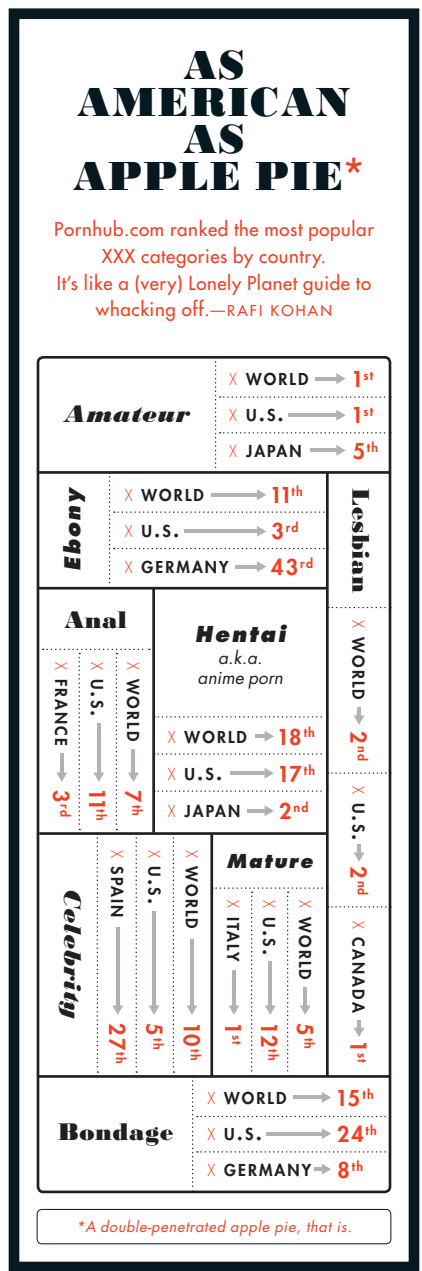 AS
AMERICAN
AS
APPLE PIE*
Pornhub.com ranked the most popular
XXX categories by country.
It's like a (very) Lonely Planet guide to
whacking off.—RAFI KOHAN
Amateur
X WORLD → 1st
X U.S. → 1st
X JAPAN → 5th
Ebony
X WORLD → 11th
X U.S. → 3rd
X GERMANY → 43rd
Lesbian
X WORLD → 2nd
X U.S. → 2nd
X CANADA → 1st
Anal
X WORLD → 7th
X U.S. → 11th
X FRANCE → 3rd
Hentai
a.k.a.
anime porn
X WORLD → 18th
X U.S. → 17th
X JAPAN → 2nd
Celebrity
X WORLD → 10th
X U.S. → 5th
X SPAIN → 27th
Mature
X WORLD → 5th
X U.S. → 12th
X ITALY → 1st
Bondage
X WORLD → 15th
X U.S. → 24th
X GERMANY → 8th
*A double-penetrated apple pie, that is.